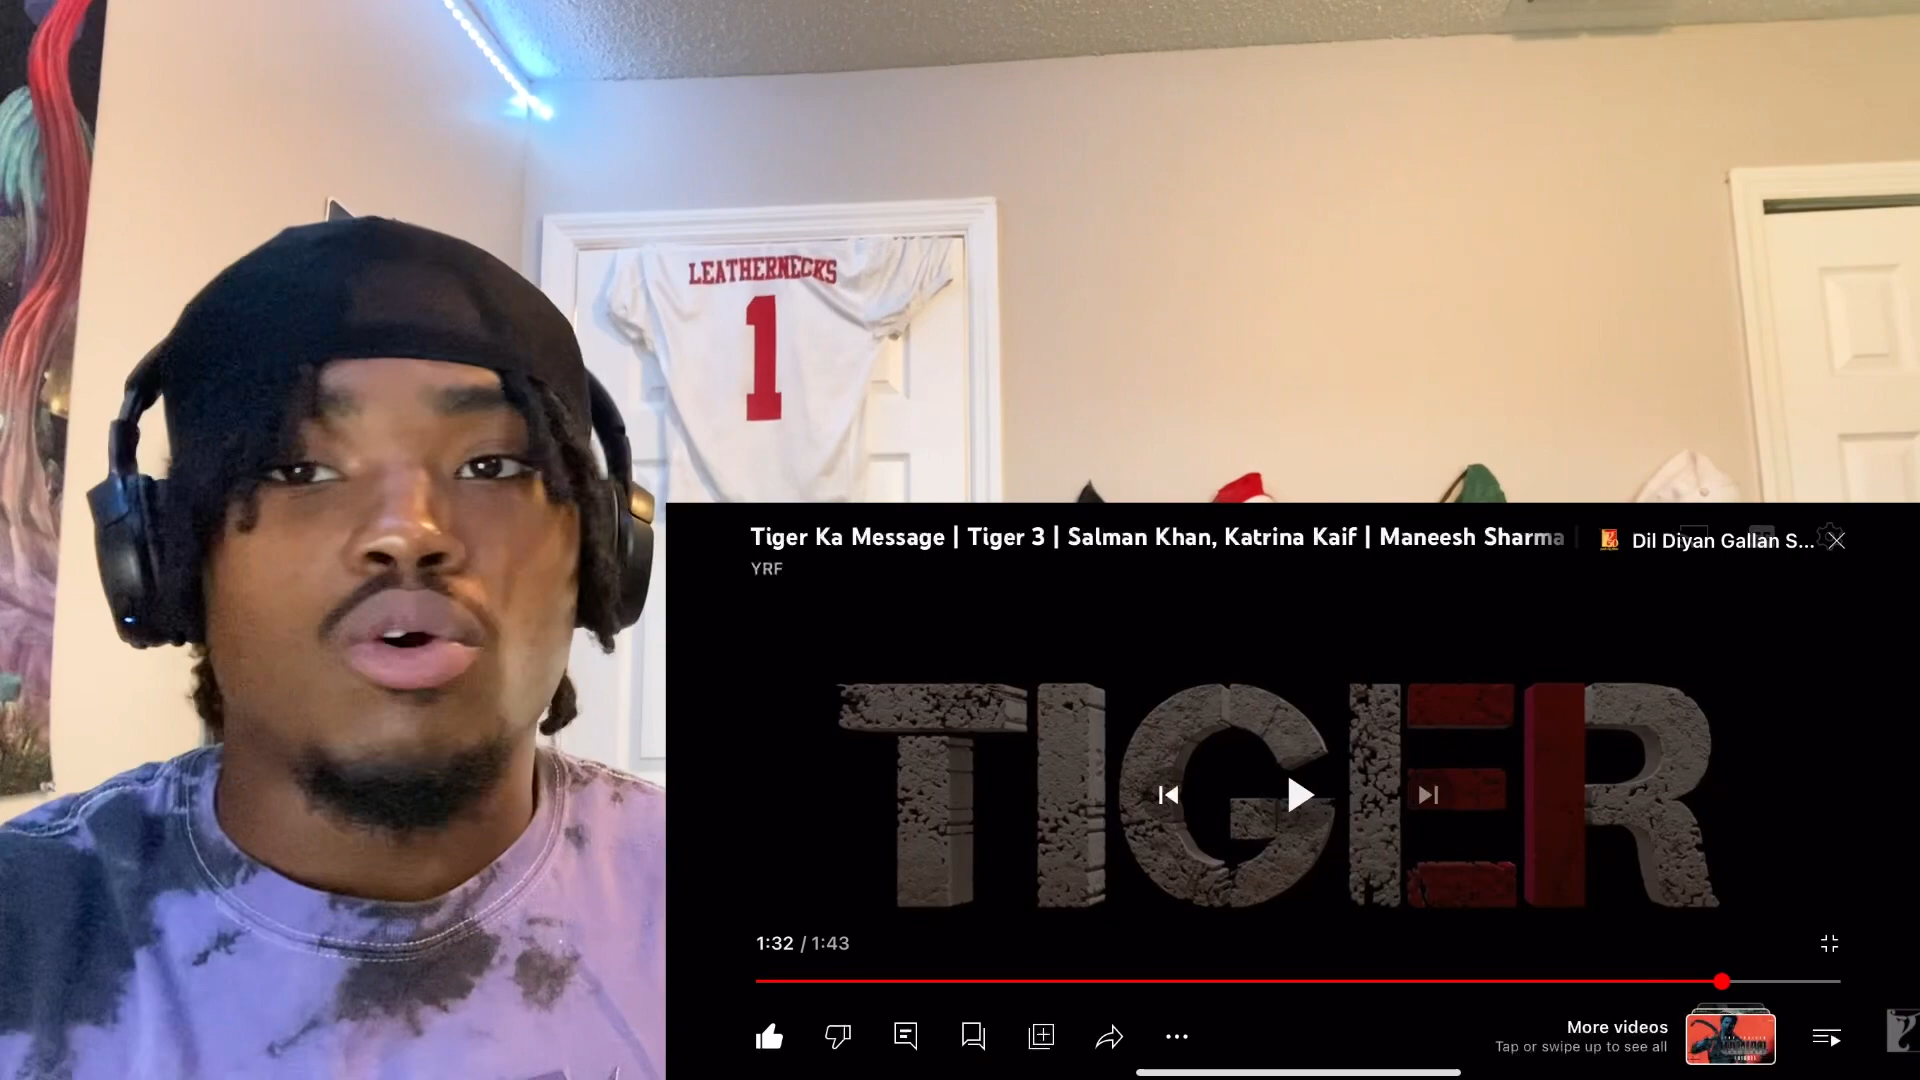 LEATHERNECKS
1
Tiger Ka Message | Tiger 3 | Salman Khan, Katrina Kaif | Maneesh Sharma |
Dil Diyan Gallan S...
YRF
TIGER
1:32 / 1:43
More videos
Tap or swipe up to see all